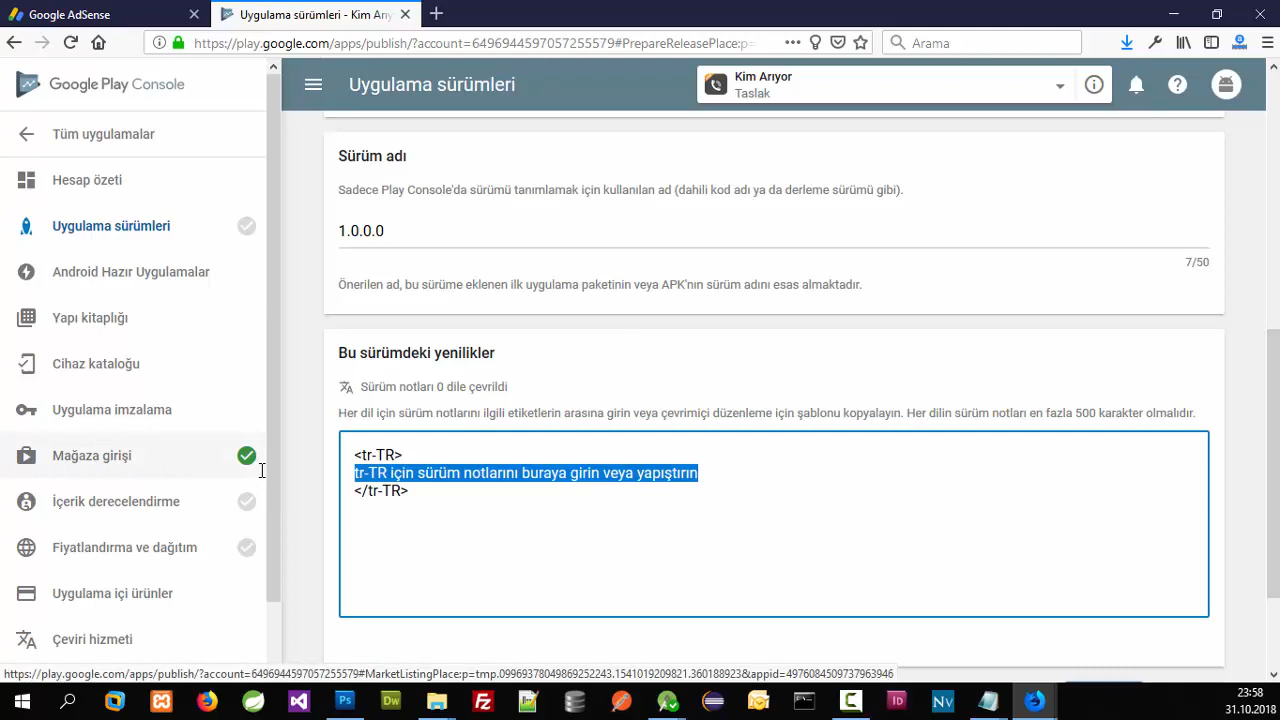 Google AdSense
Uygulama sürümleri - Kim Arıy
https://play.google.com/apps/publish/?account=6496944597057255579#PrepareReleasePlace:p=
Arama
Google Play Console
Uygulama sürümleri
Kim Arıyor
Taslak
Tüm uygulamalar
Hesap özeti
Uygulama sürümleri
Android Hazır Uygulamalar
Yapı kitaplığı
Cihaz kataloğu
Uygulama imzalama
Mağaza girişi
İçerik derecelendirme
Fiyatlandırma ve dağıtım
Uygulama içi ürünler
Çeviri hizmeti
Sürüm adı
Sadece Play Console'da sürümü tanımlamak için kullanılan ad (dahili kod adı ya da derleme sürümü gibi).
1.0.0.0
7/50
Önerilen ad, bu sürüme eklenen ilk uygulama paketinin veya APK'nın sürüm adını esas almaktadır.
Bu sürümdeki yenilikler
Sürüm notları 0 dile çevrildi
Her dil için sürüm notlarını ilgili etiketlerin arasına girin veya çevrimiçi düzenleme için şablonu kopyalayın. Her dilin sürüm notları en fazla 500 karakter olmalıdır.
<tr-TR>
tr-TR için sürüm notlarını buraya girin veya yapıştırın
</tr-TR>
https://play.google.com/apps/publish/?account=6496944597057255579#MarketListingPlace:p=tmp.09969378049869252243.1541019209821.360188923&appid=4976084509737963946
Ps
Dw
Fz
Id
Nv
23:58
31.10.2018